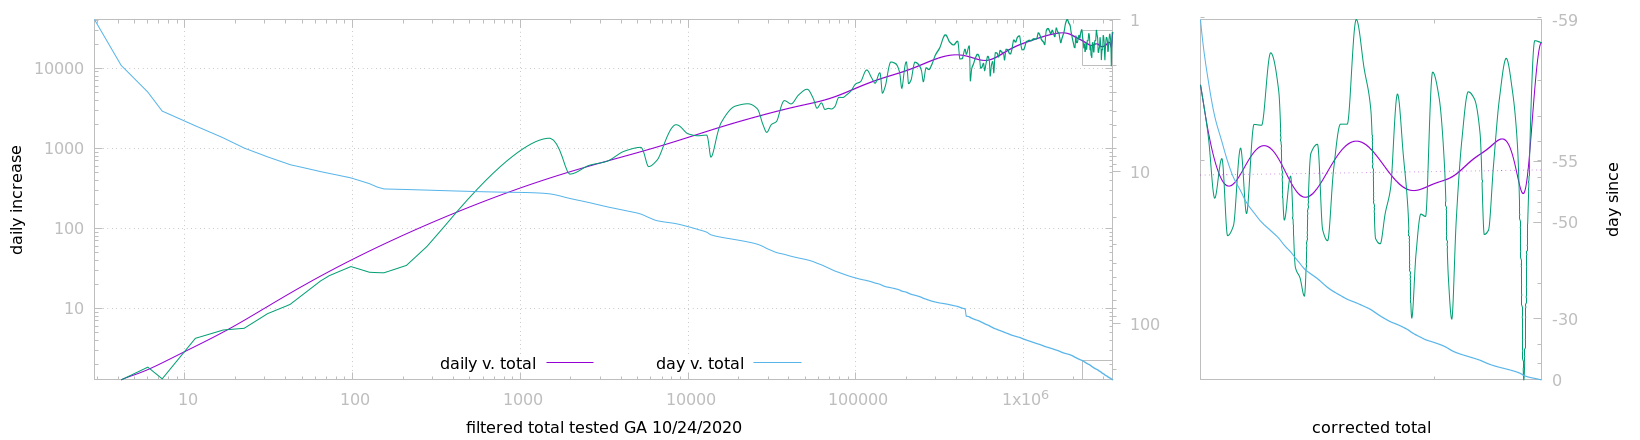 10000
1000
100
10
daily increase
10
100
1000
10000
100000
1x10^6
filtered total tested GA 10/24/2020
daily v. total
day v. total
1
10
100
-59
-55
-50
-30
0
day since
corrected total